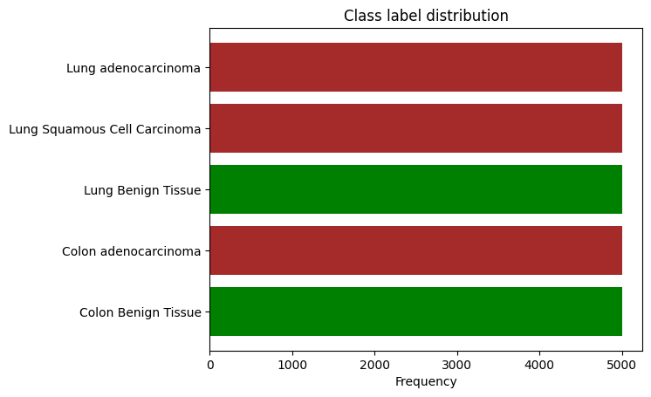 Class label distribution
Lung adenocarcinoma
Lung Squamous Cell Carcinoma
Lung Benign Tissue
Colon adenocarcinoma
Colon Benign Tissue
0 1000 2000 3000 4000 5000
Frequency